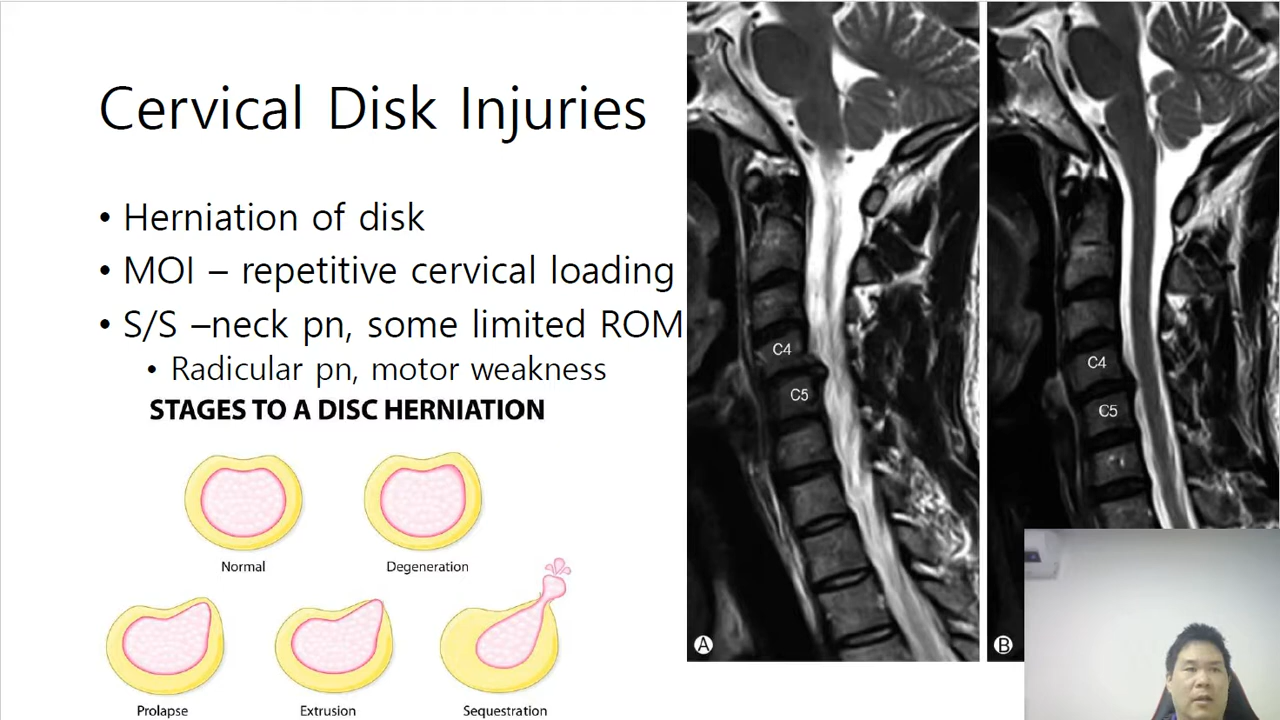 Cervical Disk Injuries
• Herniation of disk
• MOI – repetitive cervical loading
• S/S –neck pn, some limited ROM
• Radicular pn, motor weakness
STAGES TO A DISC HERNIATION
Normal
Degeneration
Prolapse
Extrusion
Sequestration
C4
C5
A
C4
C5
B